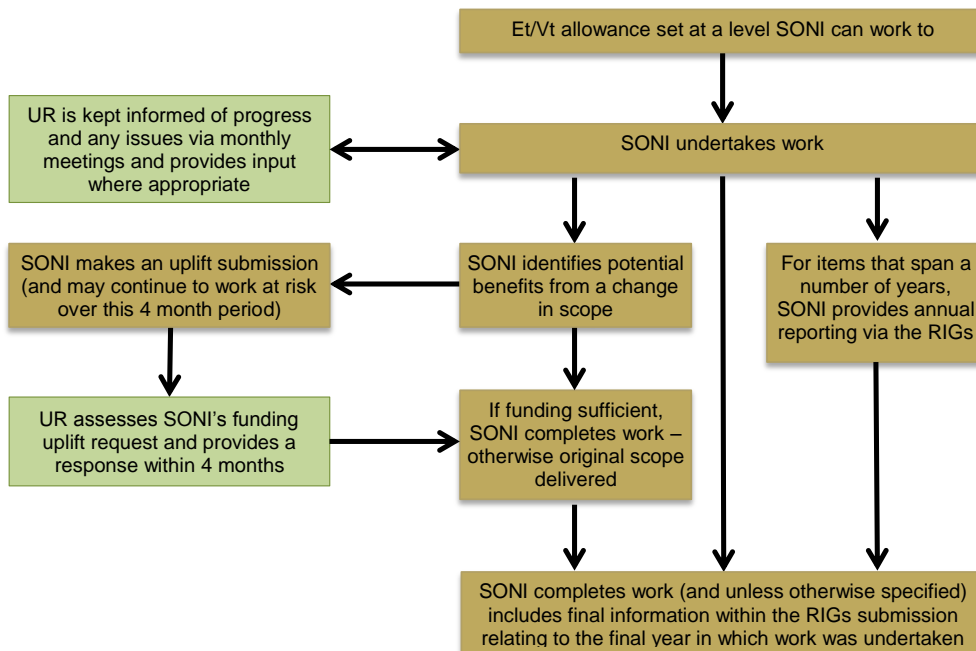 Et/Vt allowance set at a level SONI can work to
UR is kept informed of progress
and any issues via monthly
meetings and provides input
where appropriate
SONI undertakes work
SONI makes an uplift submission
(and may continue to work at risk
over this 4 month period)
SONI identifies potential
benefits from a change in
scope
For items that span a
number of years,
SONI provides annual
reporting via the RIGs
UR assesses SONI’s funding
uplift request and provides a
response within 4 months
If funding sufficient,
SONI completes work –
otherwise original scope
delivered
SONI completes work (and unless otherwise specified)
includes final information within the RIGs submission
relating to the final year in which work was undertaken